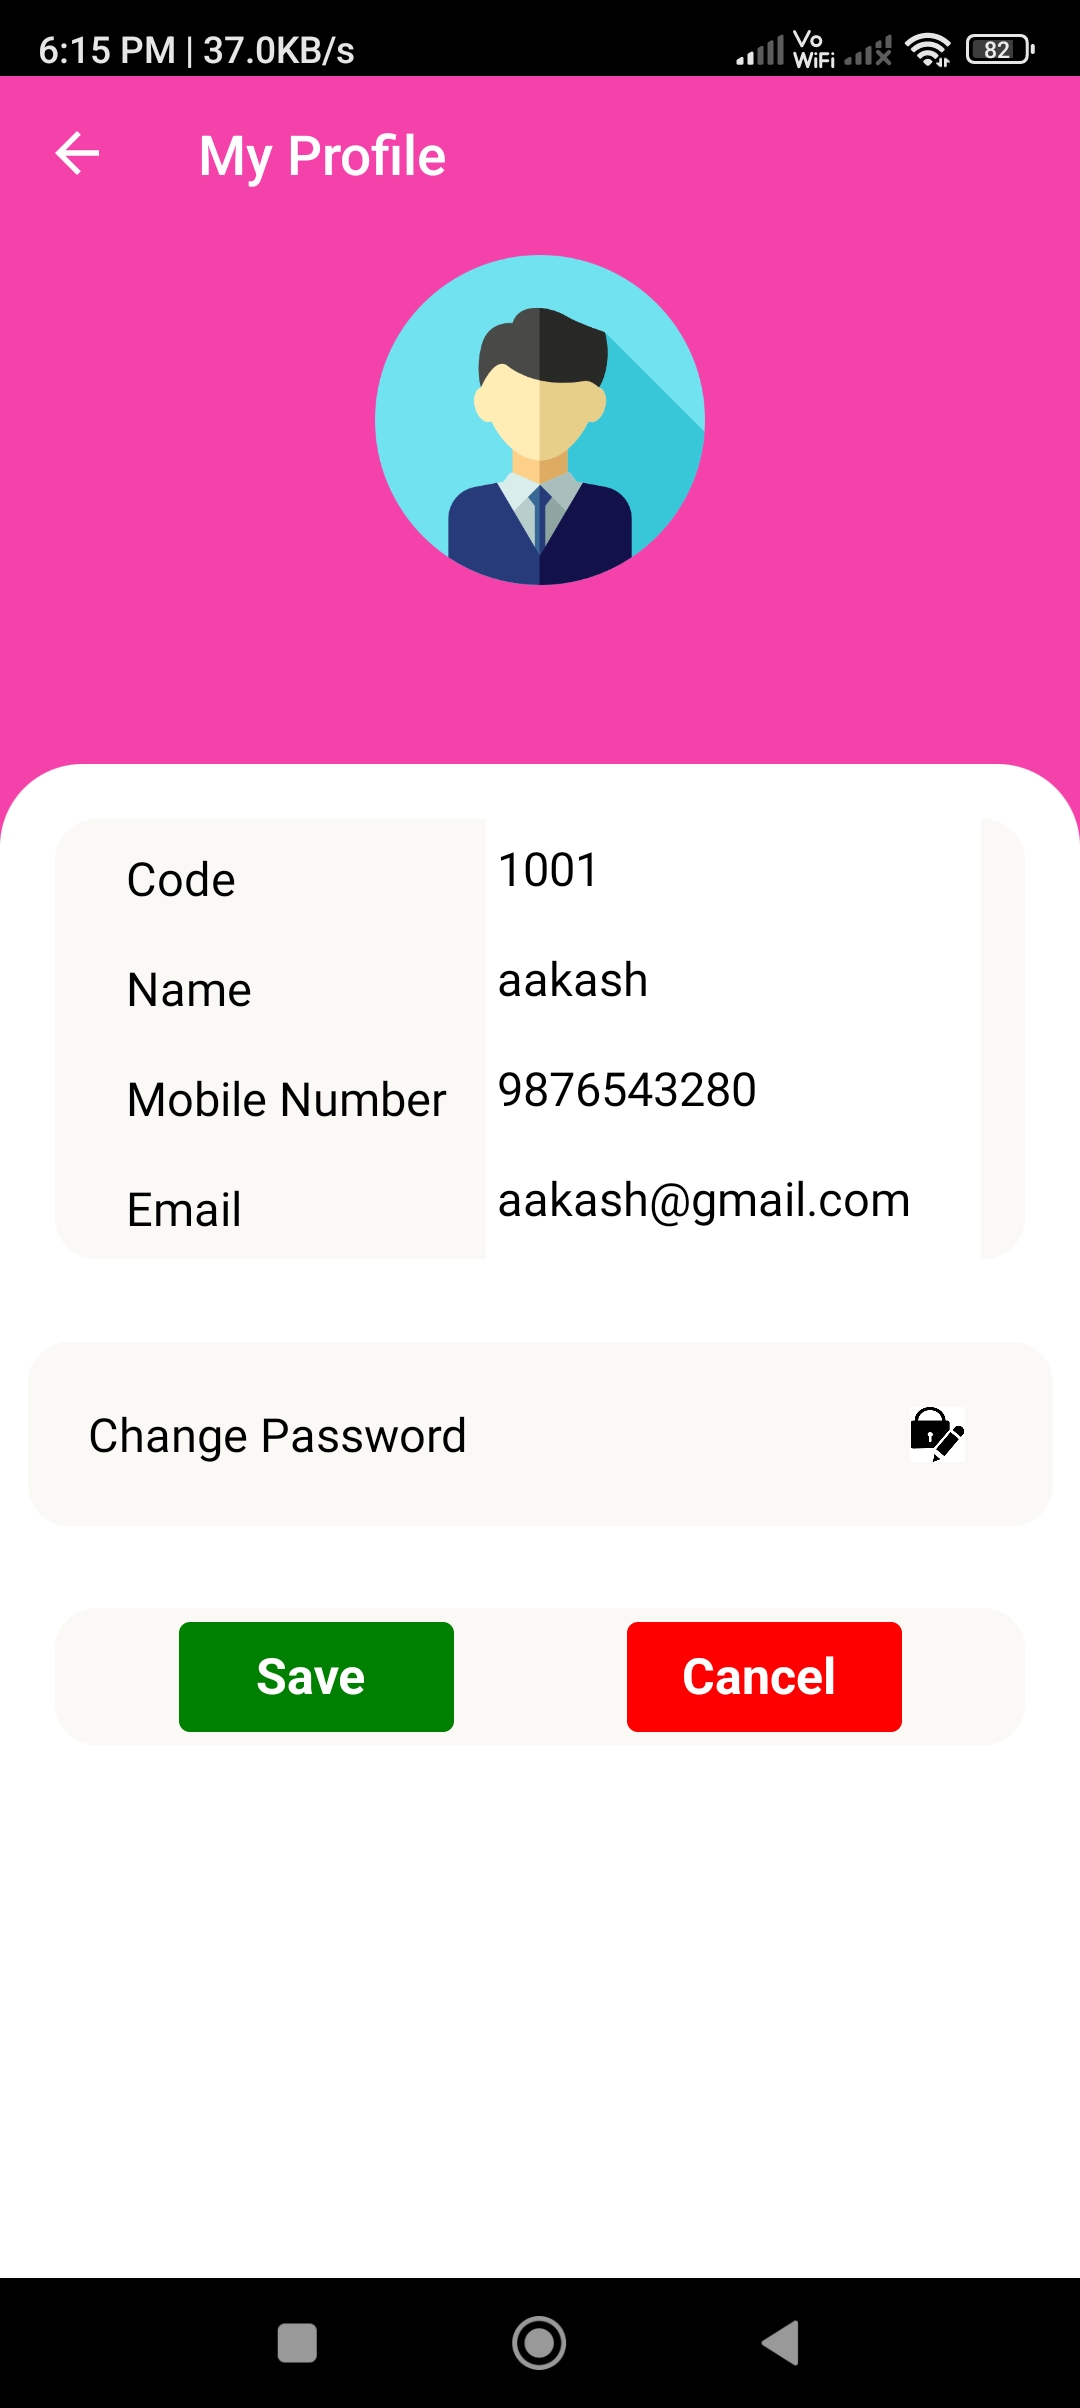 6:15 PM | 37.0KB/s Vo WiFi 82
My Profile
Code 1001
Name aakash
Mobile Number 9876543280
Email aakash@gmail.com
Change Password
Save Cancel